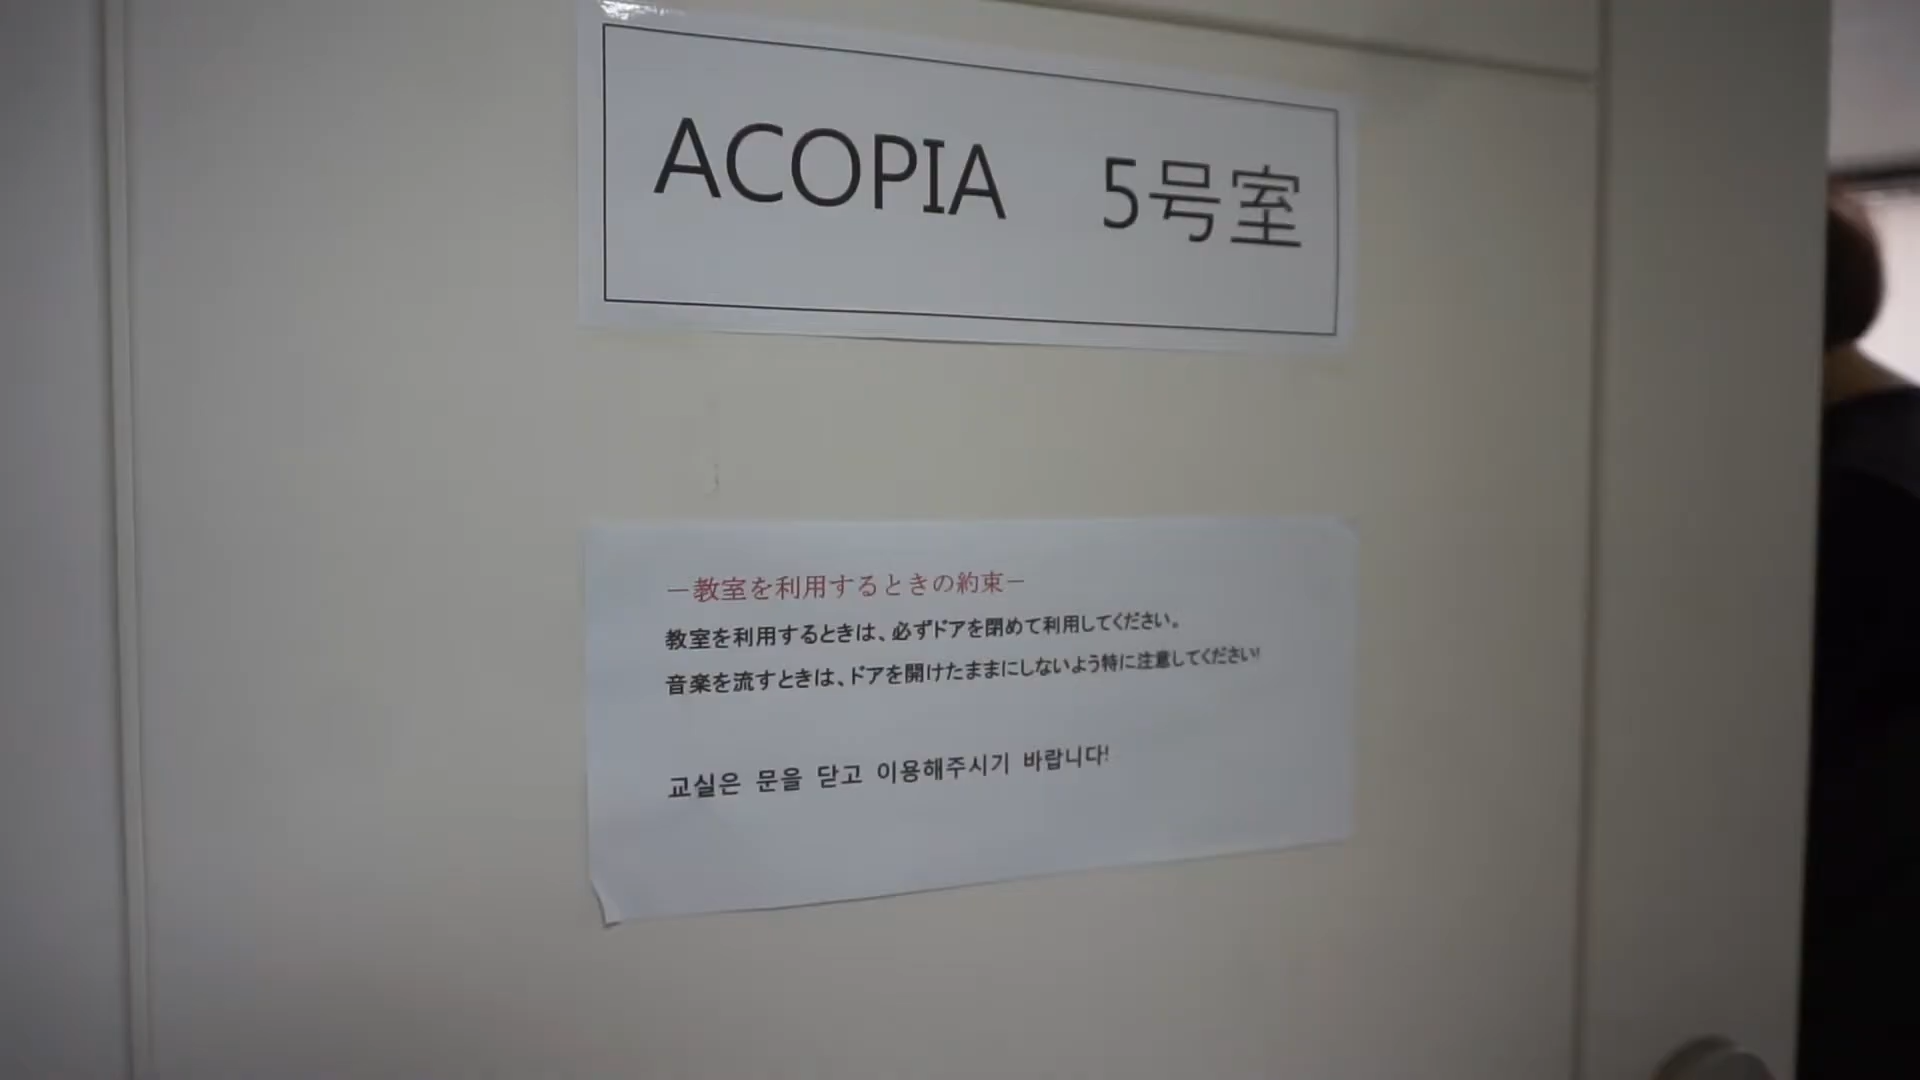 ACOPIA　5号室
－教室を利用するときの約束－
教室を利用するときは、必ずドアを閉めて利用してください。
音楽を流すときは、ドアを開けたままにしないよう特に注意してください!
교실은 문을 닫고 이용해주시기 바랍니다!